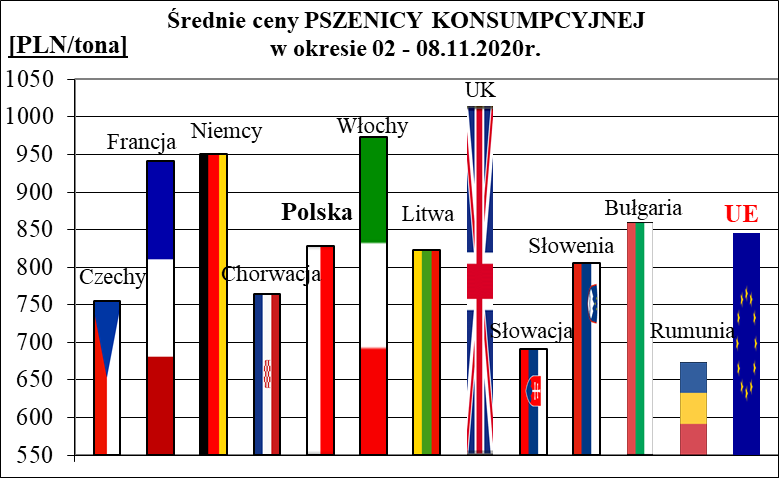 Średnie ceny PSZENICY KONSUMPCYJNEJ
w okresie 02 - 08.11.2020r.
[PLN/tona]
1050
1000
950
900
850
800
750
700
650
600
550
Czechy
Francja
Niemcy
Chorwacja
Polska
Włochy
Litwa
UK
Słowacja
Słowenia
Bułgaria
Rumunia
UE